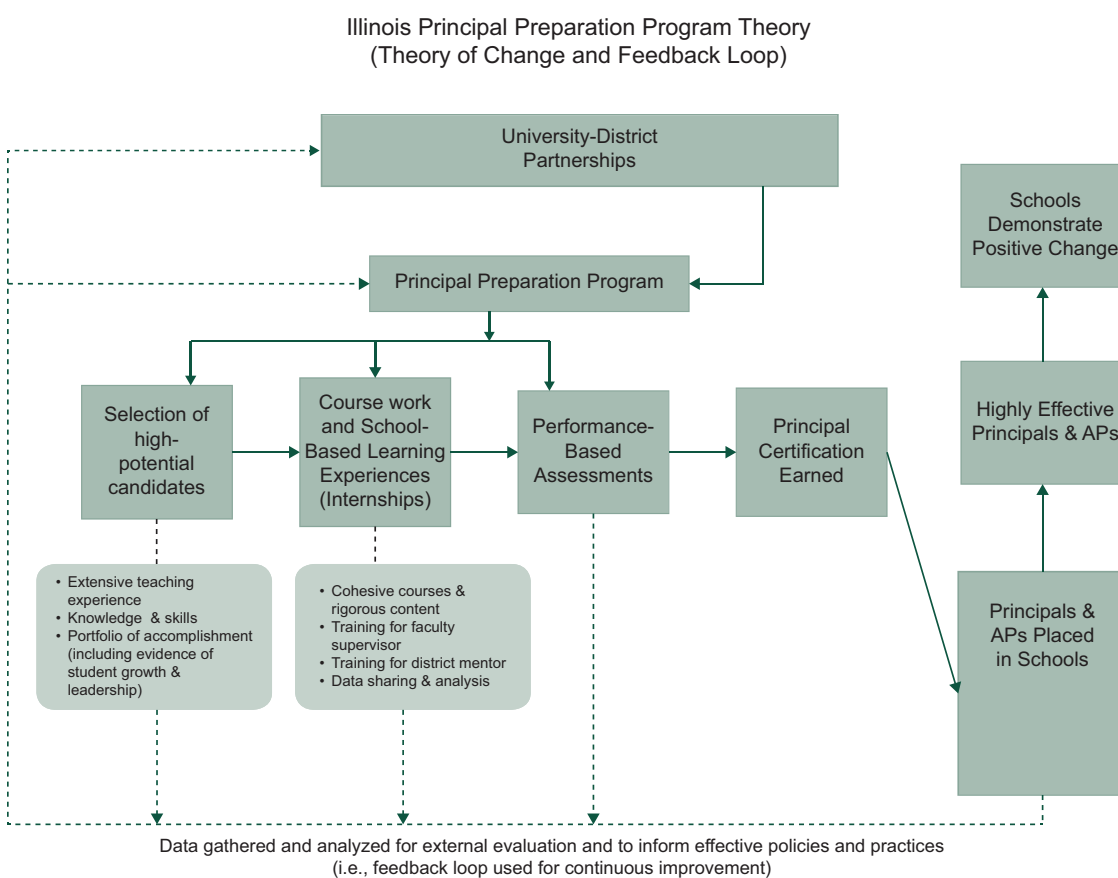 Illinois Principal Preparation Program Theory
(Theory of Change and Feedback Loop)
University-District
Partnerships
Principal Preparation Program
Selection of
high-
potential
candidates
Course work
and School-
Based Learning
Experiences
(Internships)
Performance-
Based
Assessments
Principal
Certification
Earned
Schools
Demonstrate
Positive Change
Highly Effective
Principals & APs
Principals &
APs Placed
in Schools
• Extensive teaching
experience
• Knowledge & skills
• Portfolio of accomplishment
(including evidence of
student growth &
leadership)
• Cohesive courses &
rigorous content
• Training for faculty
supervisor
• Training for district mentor
• Data sharing & analysis
Data gathered and analyzed for external evaluation and to inform effective policies and practices
(i.e., feedback loop used for continuous improvement)